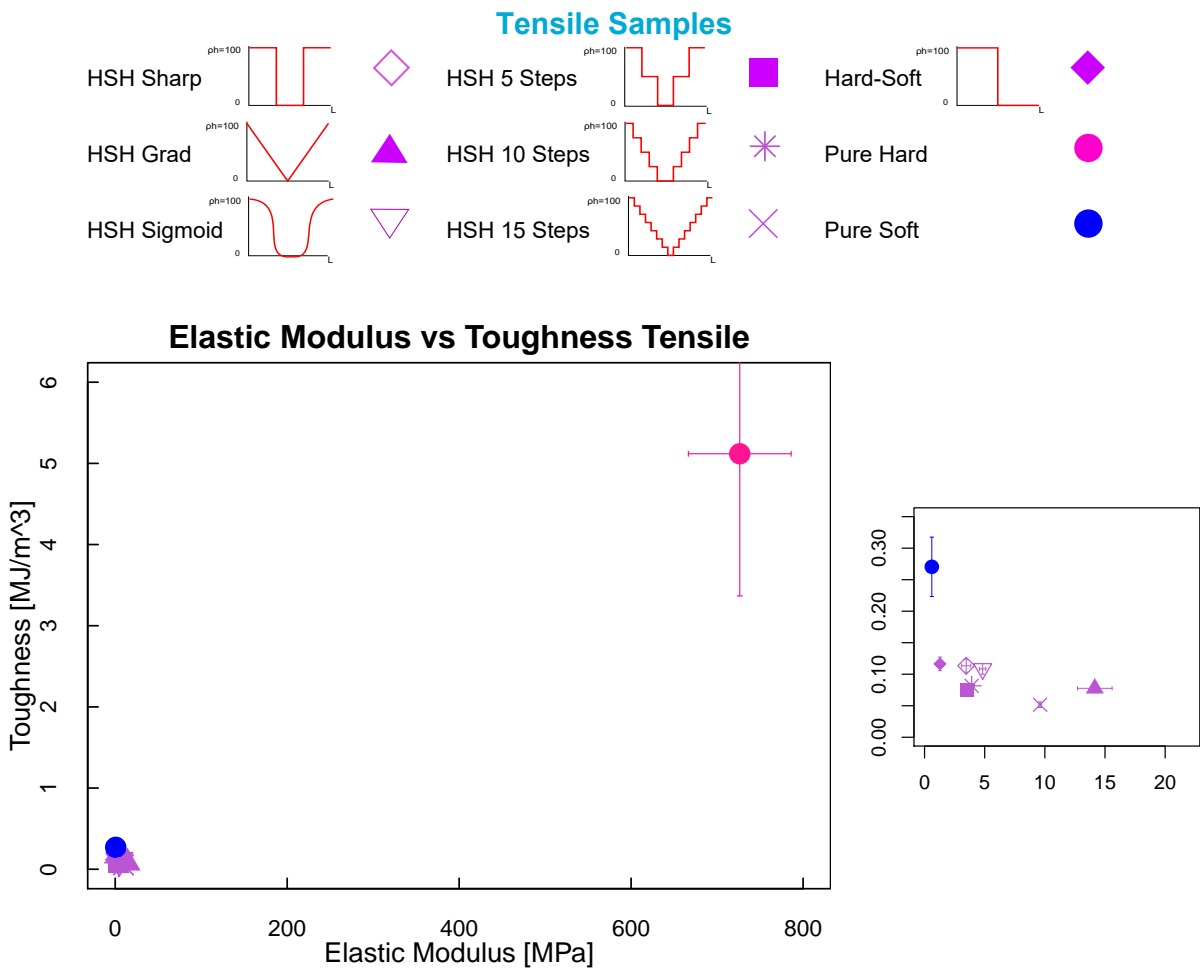 Tensile Samples
HSH Sharp ρh=100 0
HSH 5 Steps ρh=100 0
Hard-Soft ρh=100 0 L
HSH Grad ρh=100 0 L
HSH 10 Steps ρh=100 0 L
Pure Hard
HSH Sigmoid ρh=100 0 L
HSH 15 Steps ρh=100 0 L
Pure Soft
Elastic Modulus vs Toughness Tensile
Toughness [MJ/m^3]
6
5
4
3
2
1
0
0 200 400 600 800
Elastic Modulus [MPa]
0.30
0.20
0.10
0.00
0 5 10 15 20